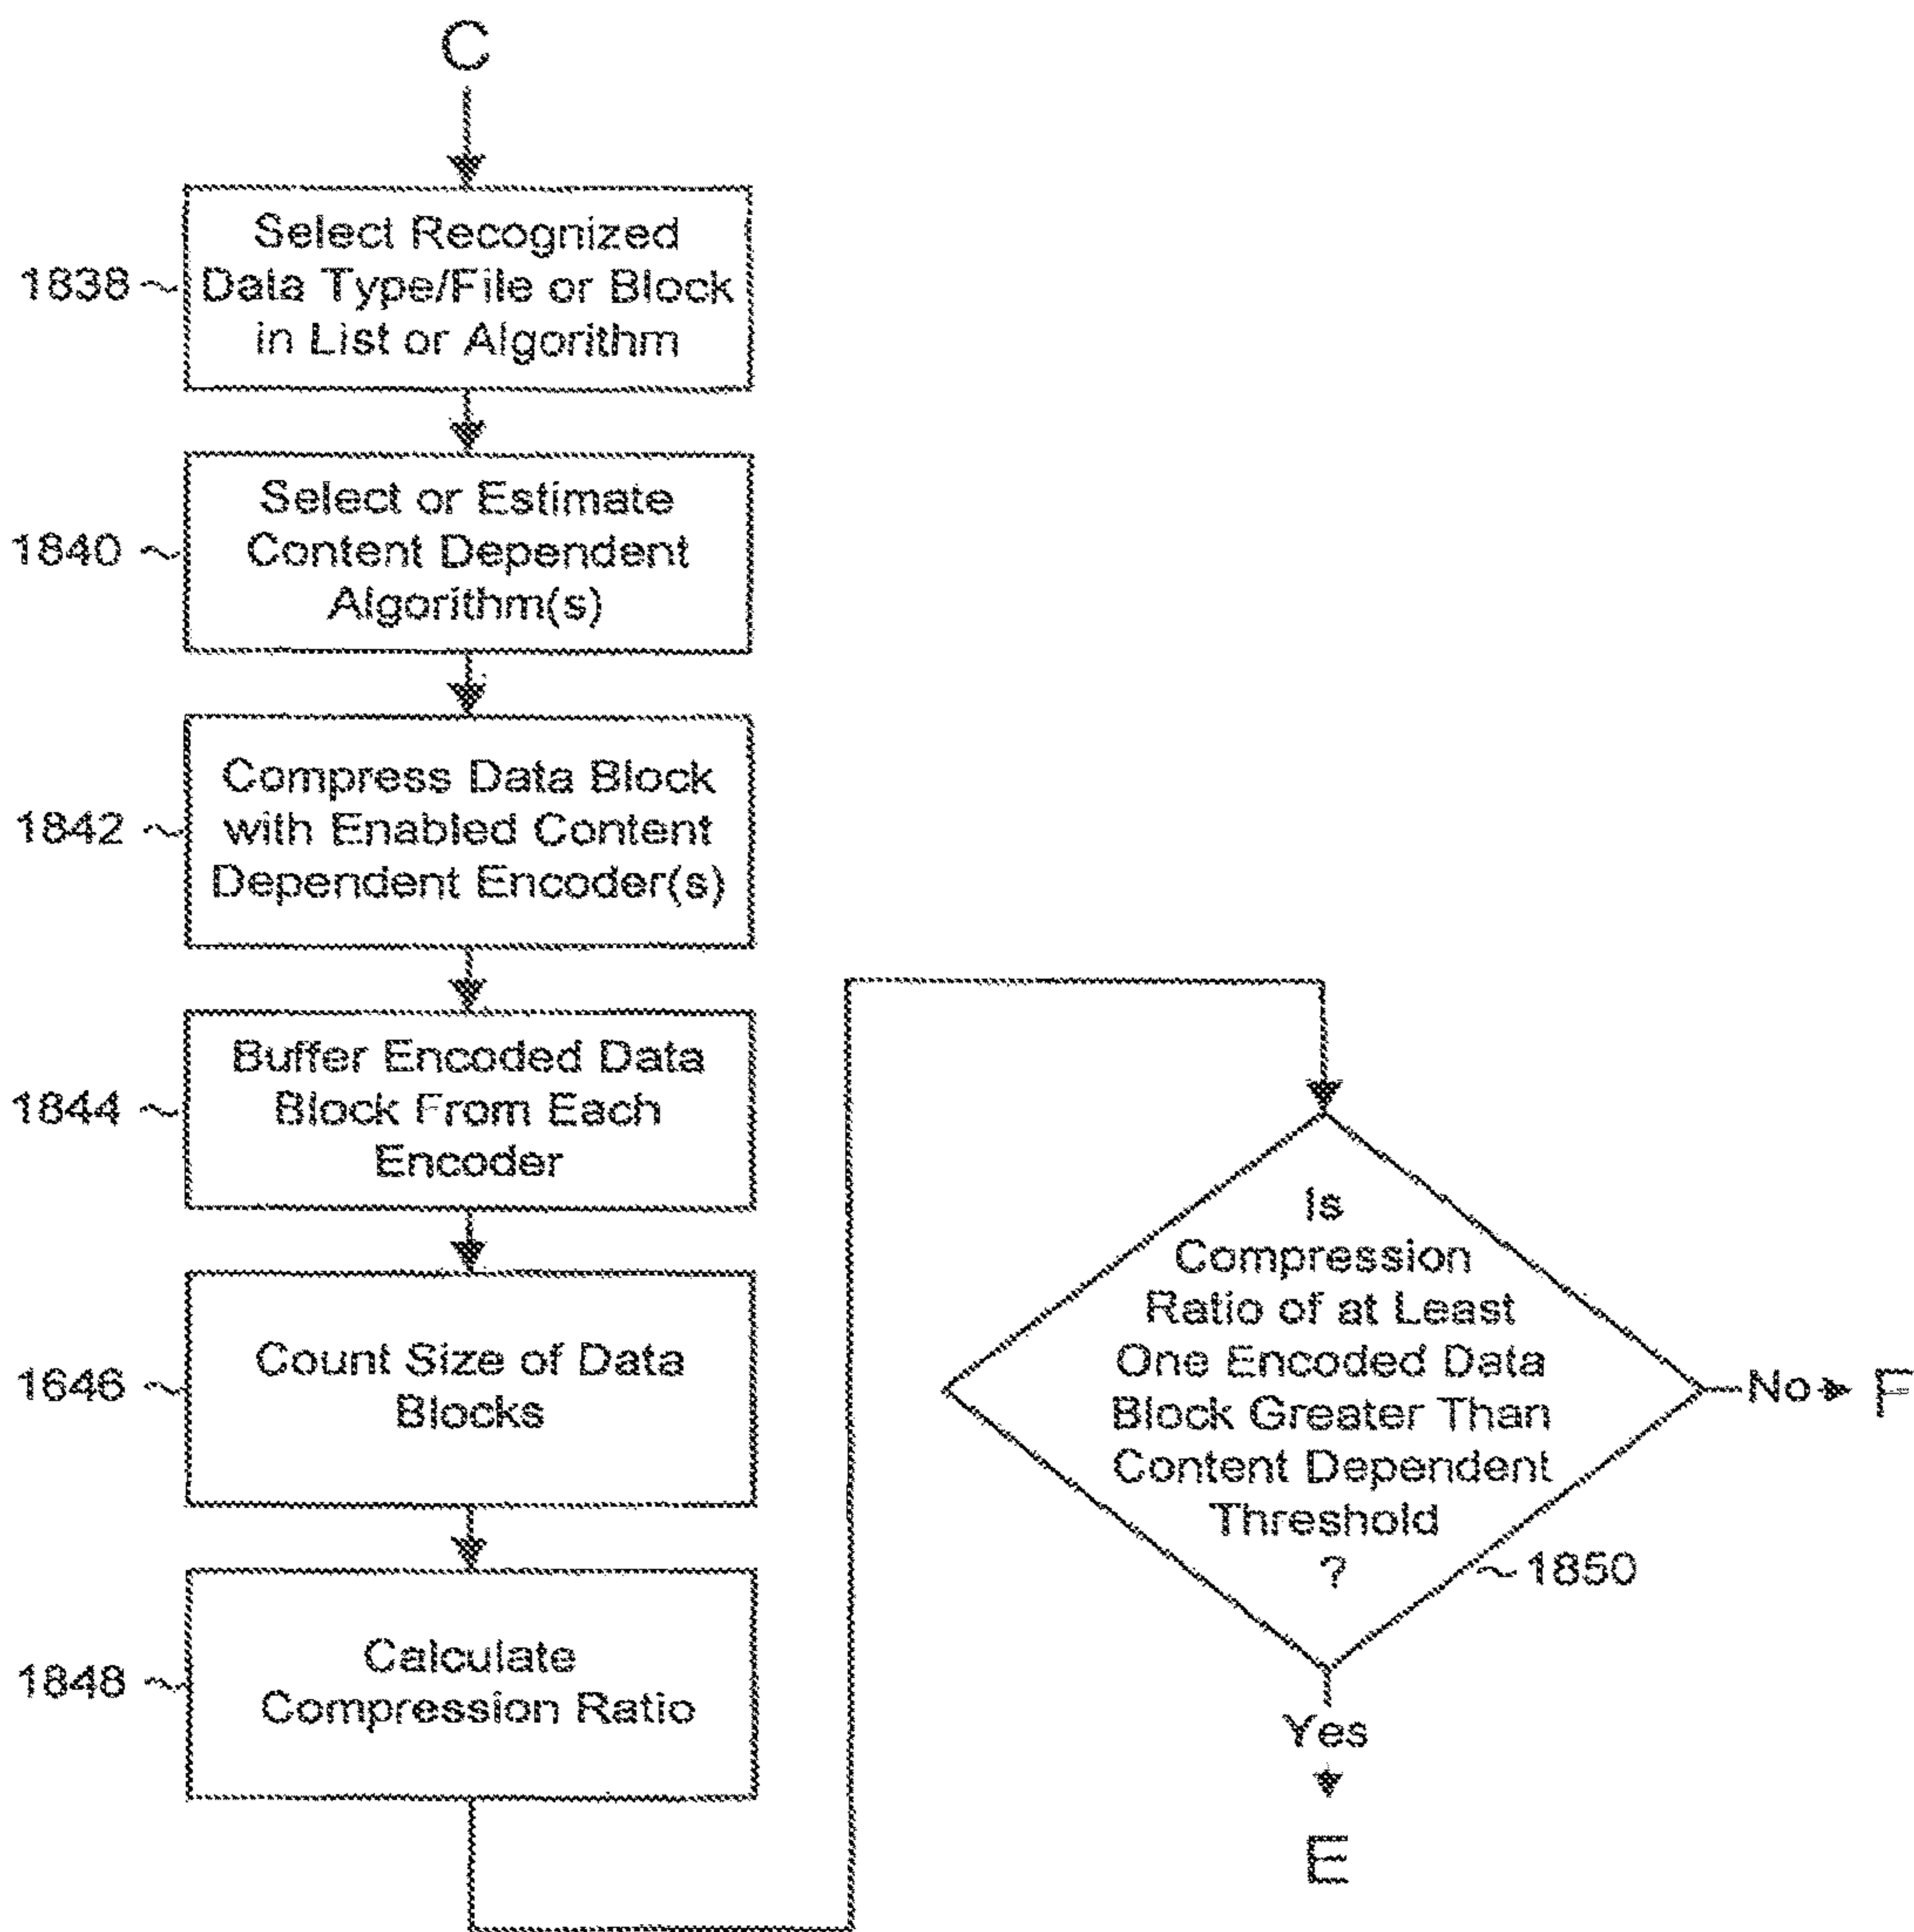 C
1838
Select Recognized
Data Type/File or Block
in List or Algorithm
1840
Select or Estimate
Content Dependent
Algorithm(s)
1842
Compress Data Block
with Enabled Content
Dependent Encoder(s)
1844
Buffer Encoded Data
Block From Each
Encoder
1646
Count Size of Data
Blocks
1848
Calculate
Compression Ratio
Is
Compression
Ratio of at Least
One Encoded Data
Block Greater Than
Content Dependent
Threshold
?
1850
No
F
Yes
E